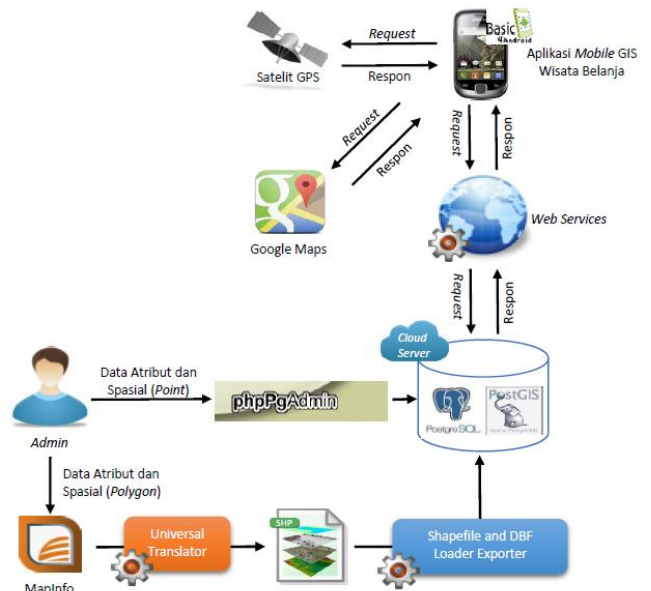 Request
Satelit GPS
Respon
Basic
4Android
Aplikasi Mobile GIS
Wisata Belanja
Request
Respon
Google Maps
Request
Respon
Web Services
Request
Respon
Cloud
Server
Data Atribut dan
Spasial (Point)
phpPgAdmin
PostgreSQL
PostGIS
Admin
Data Atribut dan
Spasial (Polygon)
Universal
Translator
SHP
Shapefile and DBF
Loader Exporter
MapInfo